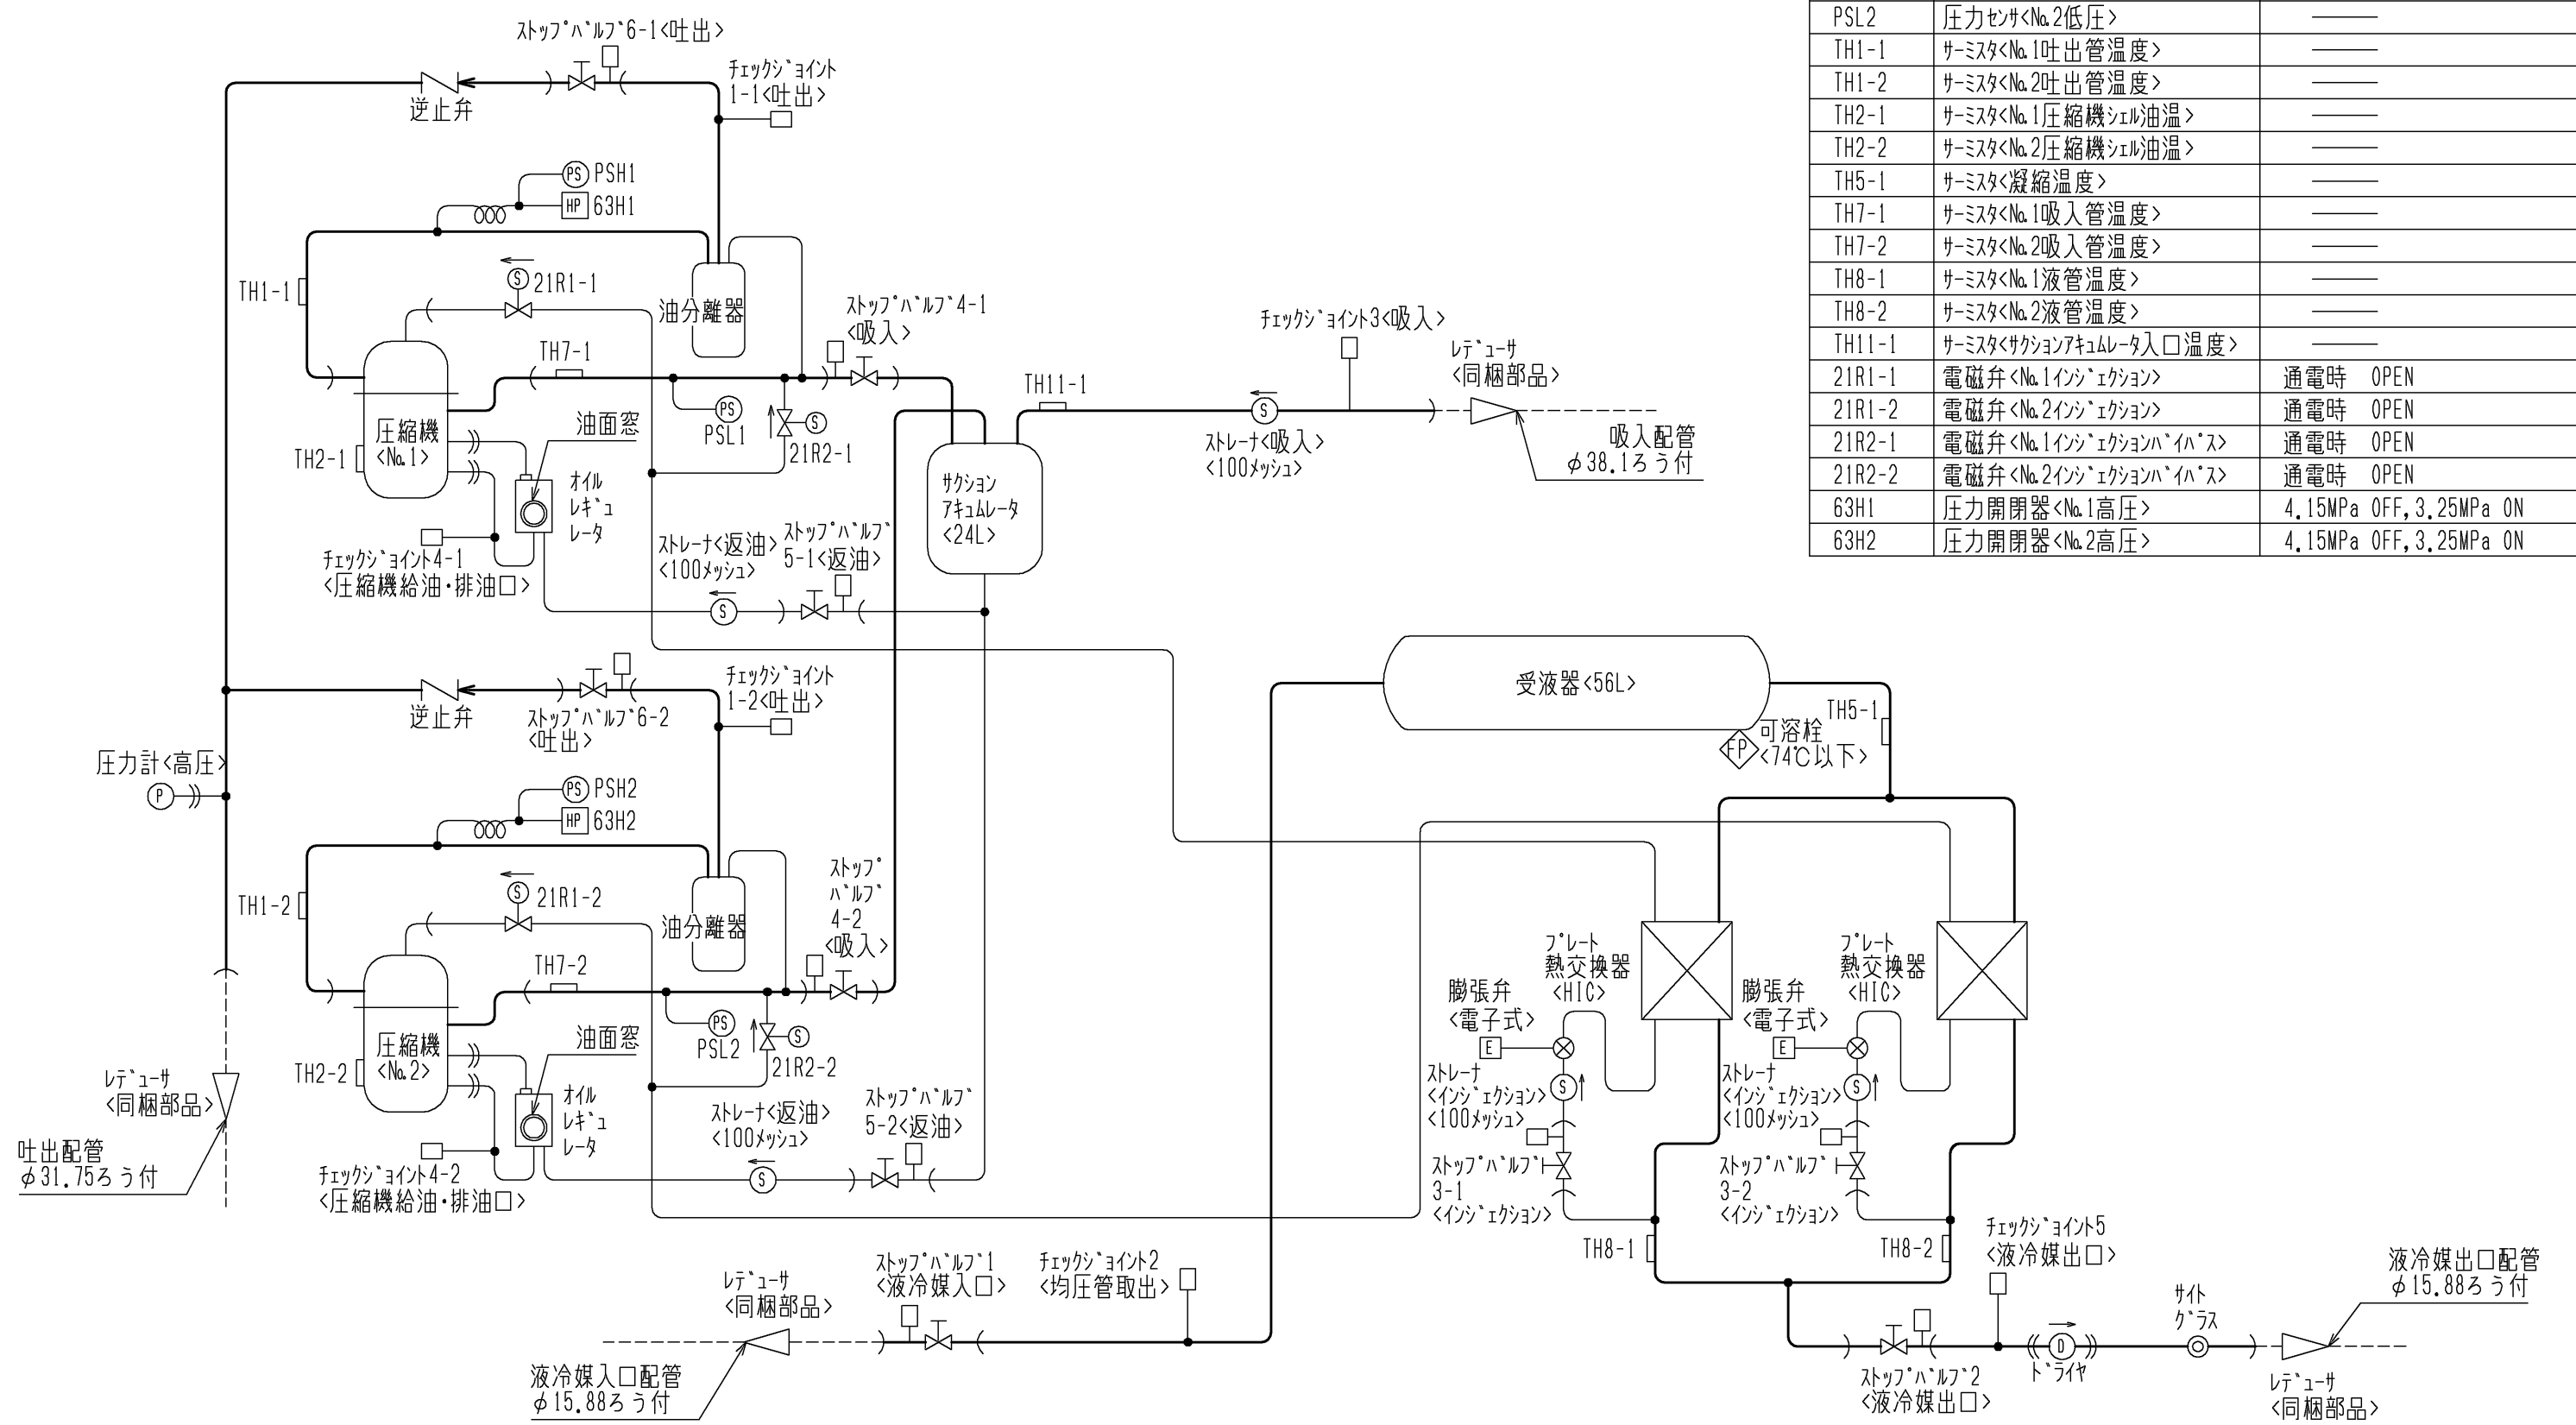 ストップバルブ6-1<吐出>
チェックジョイント
1-1<吐出>
逆止弁
PS
PSH1
HP
63H1
TH1-1
S
21R1-1
油分離器
ストップバルブ4-1
<吸入>
TH7-1
PS
PSL1
S
21R2-1
圧縮機
<No.1>
TH2-1
油面窓
オイル
レギュ
レータ
チェックジョイント4-1
<圧縮機給油・排油口>
ストレーナ<返油>
<100メッシュ>
S
ストップバルブ
5-1<返油>
サクション
アキュムレータ
<24L>
TH11-1
チェックジョイント3<吸入>
S
ストレーナ<吸入>
<100メッシュ>
レデューサ
<同梱部品>
吸入配管
φ38.1ろう付
PSL2 圧力センサ<No.2低圧>
TH1-1 サーミスタ<No.1吐出管温度>
TH1-2 サーミスタ<No.2吐出管温度>
TH2-1 サーミスタ<No.1圧縮機シェル油温>
TH2-2 サーミスタ<No.2圧縮機シェル油温>
TH5-1 サーミスタ<凝縮温度>
TH7-1 サーミスタ<No.1吸入管温度>
TH7-2 サーミスタ<No.2吸入管温度>
TH8-1 サーミスタ<No.1液管温度>
TH8-2 サーミスタ<No.2液管温度>
TH11-1 サーミスタ<サクションアキュムレータ入口温度>
21R1-1 電磁弁<No.1インジェクション> 通電時 OPEN
21R1-2 電磁弁<No.2インジェクション> 通電時 OPEN
21R2-1 電磁弁<No.1インジェクションバイパス> 通電時 OPEN
21R2-2 電磁弁<No.2インジェクションバイパス> 通電時 OPEN
63H1 圧力開閉器<No.1高圧> 4.15MPa OFF,3.25MPa ON
63H2 圧力開閉器<No.2高圧> 4.15MPa OFF,3.25MPa ON
逆止弁
ストップバルブ6-2
<吐出>
チェックジョイント
1-2<吐出>
圧力計<高圧>
P
PS
PSH2
HP
63H2
TH1-2
S
21R1-2
油分離器
ストップ
バルブ
4-2
<吸入>
TH7-2
PS
PSL2
S
21R2-2
圧縮機
<No.2>
TH2-2
油面窓
オイル
レギュ
レータ
チェックジョイント4-2
<圧縮機給油・排油口>
ストレーナ<返油>
<100メッシュ>
S
ストップバルブ
5-2<返油>
レデューサ
<同梱部品>
吐出配管
φ31.75ろう付
受液器<56L>
FP
可溶栓
<74℃以下>
TH5-1
プレート
熱交換器
<HIC>
膨張弁
<電子式>
E
ストレーナ
<インジェクション>
<100メッシュ>
S
ストップバルブ
3-1
<インジェクション>
TH8-1
プレート
熱交換器
<HIC>
膨張弁
<電子式>
E
ストレーナ
<インジェクション>
<100メッシュ>
S
ストップバルブ
3-2
<インジェクション>
TH8-2
レデューサ
<同梱部品>
液冷媒入口配管
φ15.88ろう付
ストップバルブ1
<液冷媒入口>
チェックジョイント2
<均圧管取出>
チェックジョイント5
<液冷媒出口>
ストップバルブ2
<液冷媒出口>
D
ドライヤ
サイト
グラス
液冷媒出口配管
φ15.88ろう付
レデューサ
<同梱部品>